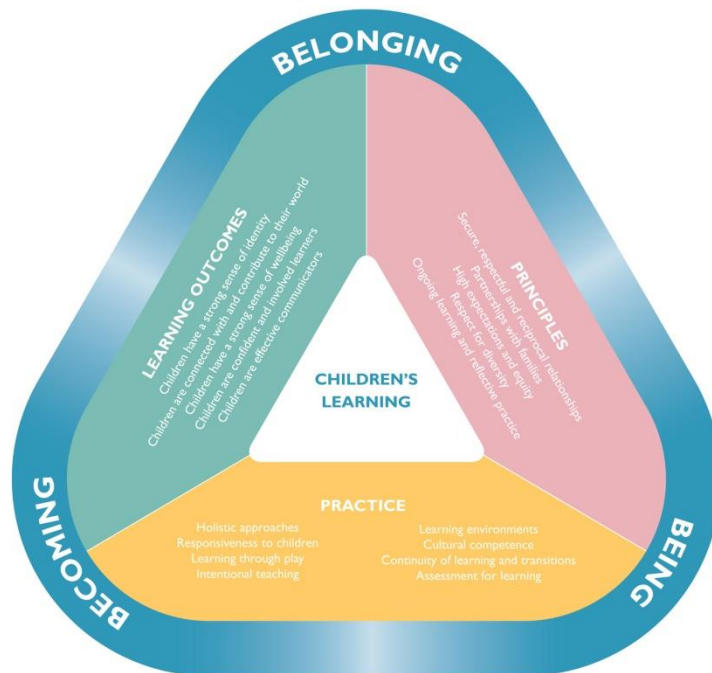 BELONGING
LEARNING OUTCOMES
Children have a strong sense of identity
Children are connected with and contribute to their world
Children have a strong sense of wellbeing
Children are confident and involved learners
Children are effective communicators
PRINCIPLES
Secure, respectful and reciprocal relationships
Partnerships with families
High expectations and equity
Respect for diversity
Ongoing learning and reflective practice
CHILDREN'S
LEARNING
PRACTICE
Holistic approaches
Responsiveness to children
Learning through play
Intentional teaching
Learning environments
Cultural competence
Continuity of learning and transitions
Assessment for learning
BECOMING
BEING